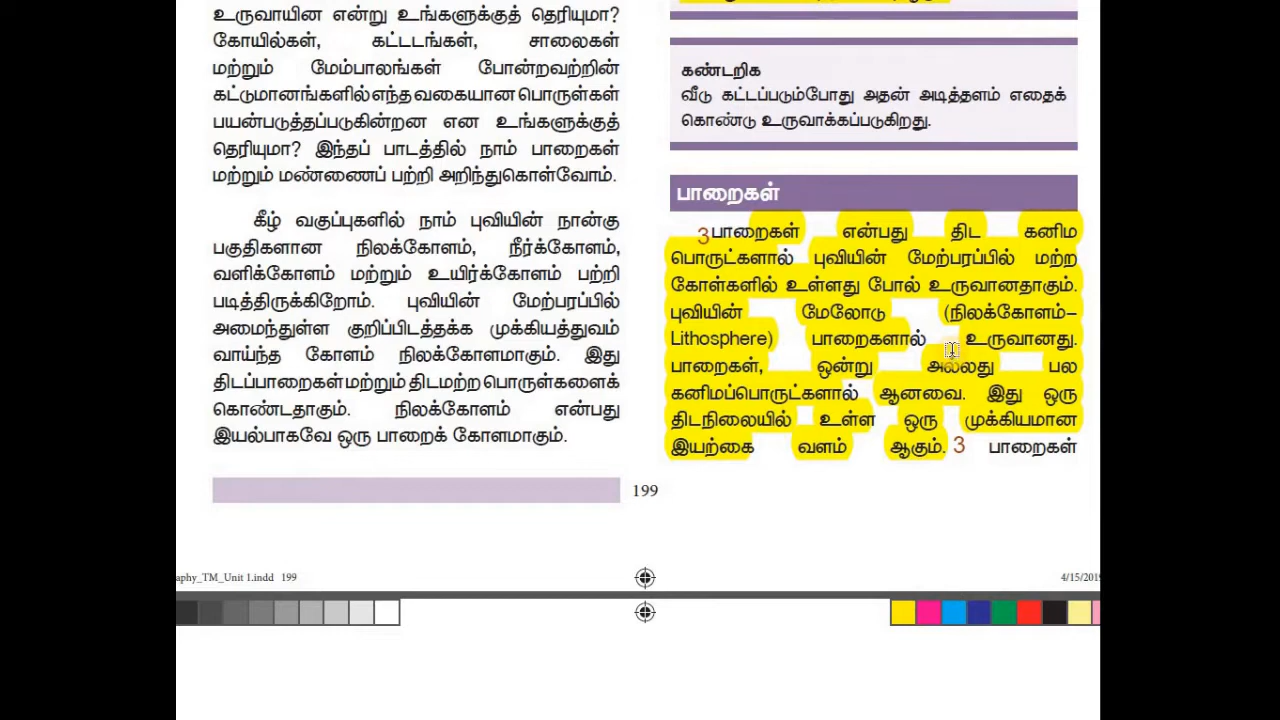 உருவாயின என்று உங்களுக்குத் தெரியுமா?
கோயில்கள், கட்டடங்கள், சாலைகள்
மற்றும் மேம்பாலங்கள் போன்றவற்றின்
கட்டுமானங்களில் எந்த வகையான பொருள்கள்
பயன்படுத்தப்படுகின்றன என உங்களுக்குத்
தெரியுமா? இந்தப் பாடத்தில் நாம் பாறைகள்
மற்றும் மண்ணைப் பற்றி அறிந்துகொள்வோம்.
கீழ் வகுப்புகளில் நாம் புவியின் நான்கு
பகுதிகளான நிலக்கோளம், நீர்க்கோளம்,
வளிக்கோளம் மற்றும் உயிர்க்கோளம் பற்றி
படித்திருக்கிறோம். புவியின் மேற்பரப்பில்
அமைந்துள்ள குறிப்பிடத்தக்க முக்கியத்துவம்
வாய்ந்த கோளம் நிலக்கோளமாகும். இது
திடப்பாறைகள் மற்றும் திடமற்ற பொருள்களைக்
கொண்டதாகும். நிலக்கோளம் என்பது
இயல்பாகவே ஒரு பாறைக் கோளமாகும்.
கண்டறிக
வீடு கட்டப்படும்போது அதன் அடித்தளம் எதைக்
கொண்டு உருவாக்கப்படுகிறது.
பாறைகள்
3 பாறைகள் என்பது திட கனிம
பொருட்களால் புவியின் மேற்பரப்பில் மற்ற
கோள்களில் உள்ளது போல் உருவானதாகும்.
புவியின் மேலோடு (நிலக்கோளம்–
Lithosphere) பாறைகளால் உருவானது.
பாறைகள், ஒன்று அல்லது பல
கனிமப்பொருட்களால் ஆனவை. இது ஒரு
திடநிலையில் உள்ள ஒரு முக்கியமான
இயற்கை வளம் ஆகும். 3 பாறைகள்
199
aphy_TM_Unit 1.indd 199
4/15/201